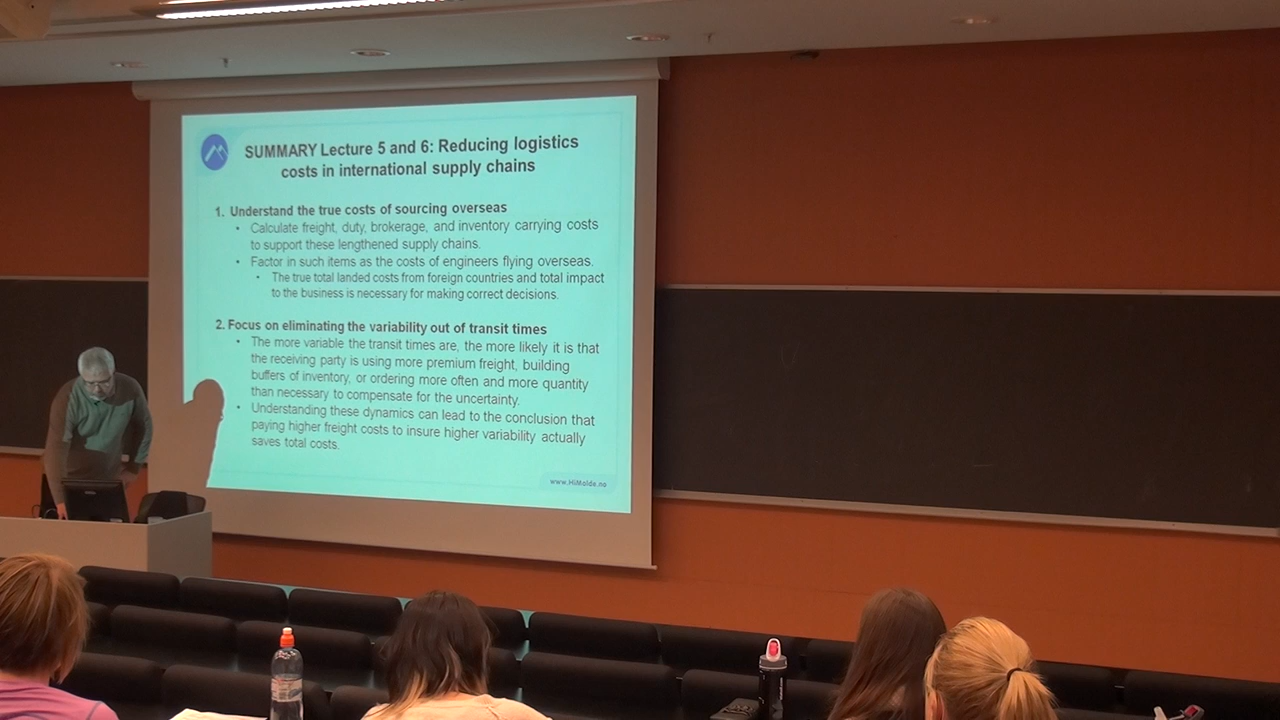 SUMMARY Lecture 5 and 6: Reducing logistics
costs in international supply chains
1. Understand the true costs of sourcing overseas
• Calculate freight, duty, brokerage, and inventory carrying costs
to support these lengthened supply chains.
• Factor in such items as the costs of engineers flying overseas.
• The true total landed costs from foreign countries and total impact
to the business is necessary for making correct decisions.
2. Focus on eliminating the variability out of transit times
• The more variable the transit times are, the more likely it is that
the receiving party is using more premium freight, building
buffers of inventory, or ordering more often and more quantity
than necessary to compensate for the uncertainty.
• Understanding these dynamics can lead to the conclusion that
paying higher freight costs to insure higher variability actually
saves total costs.
www.HiMolde.no